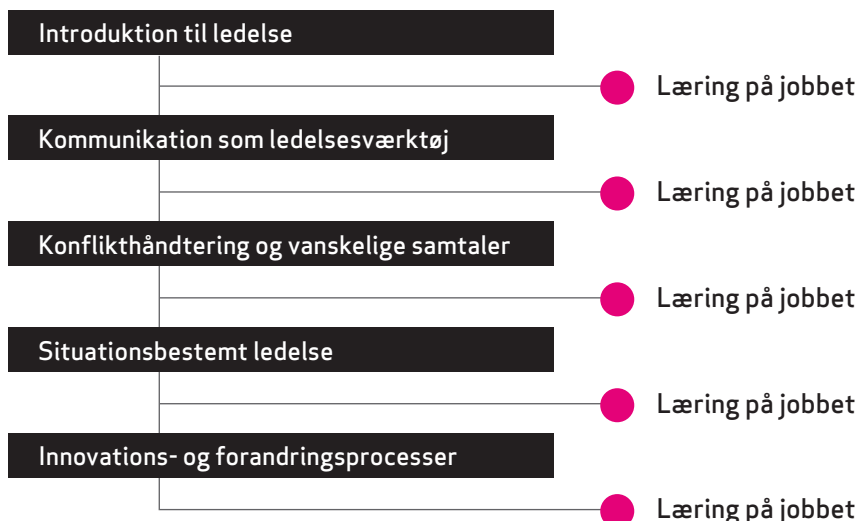 Introduktion til ledelse
Læring på jobbet
Kommunikation som ledelsesværktøj
Læring på jobbet
Konflikthåndtering og vanskelige samtaler
Læring på jobbet
Situationsbestemt ledelse
Læring på jobbet
Innovations- og forandringsprocesser
Læring på jobbet